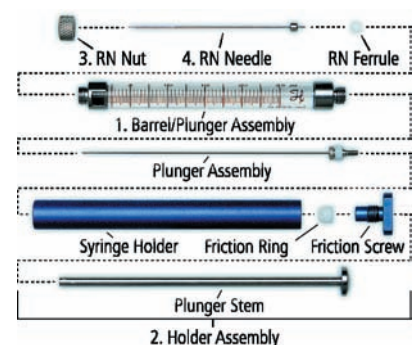 3. RN Nut 4. RN Needle RN Ferrule
1. Barrel/Plunger Assembly
Plunger Assembly
Syringe Holder Friction Ring Friction Screw
Plunger Stem
2. Holder Assembly